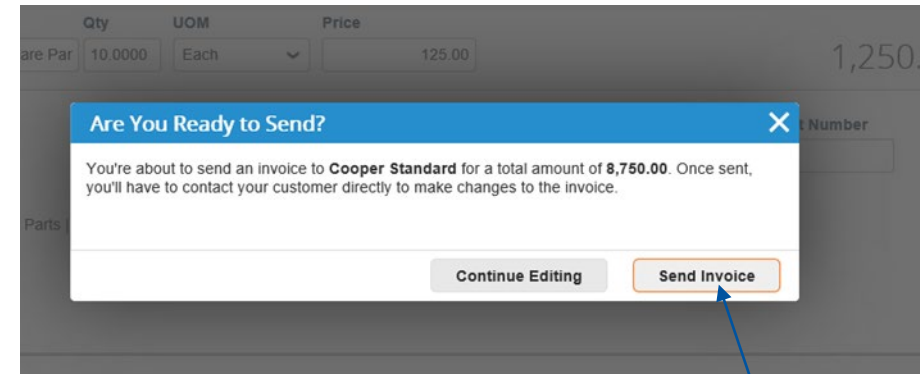 Qty UOM Price
are Par 10.0000 Each 125.00 1,250.
Are You Ready to Send? t Number
You're about to send an invoice to Cooper Standard for a total amount of 8,750.00. Once sent,
you'll have to contact your customer directly to make changes to the invoice.
Parts
Continue Editing Send Invoice